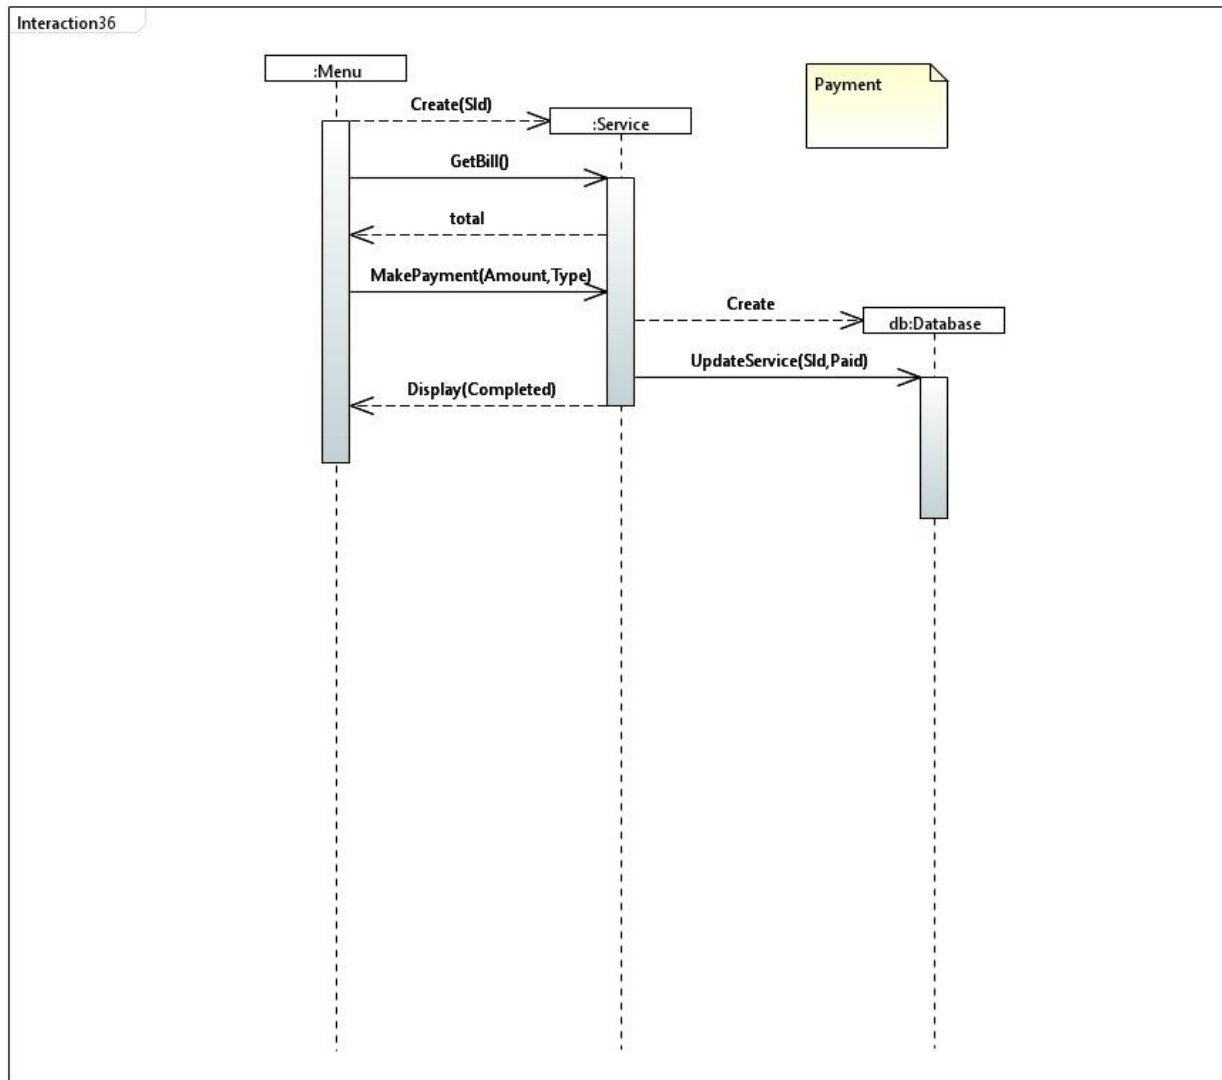 Interaction36
:Menu
Payment
Create(SId)
:Service
GetBill()
total
MakePayment(Amount,Type)
Create
db:Database
UpdateService(SId,Paid)
Display(Completed)